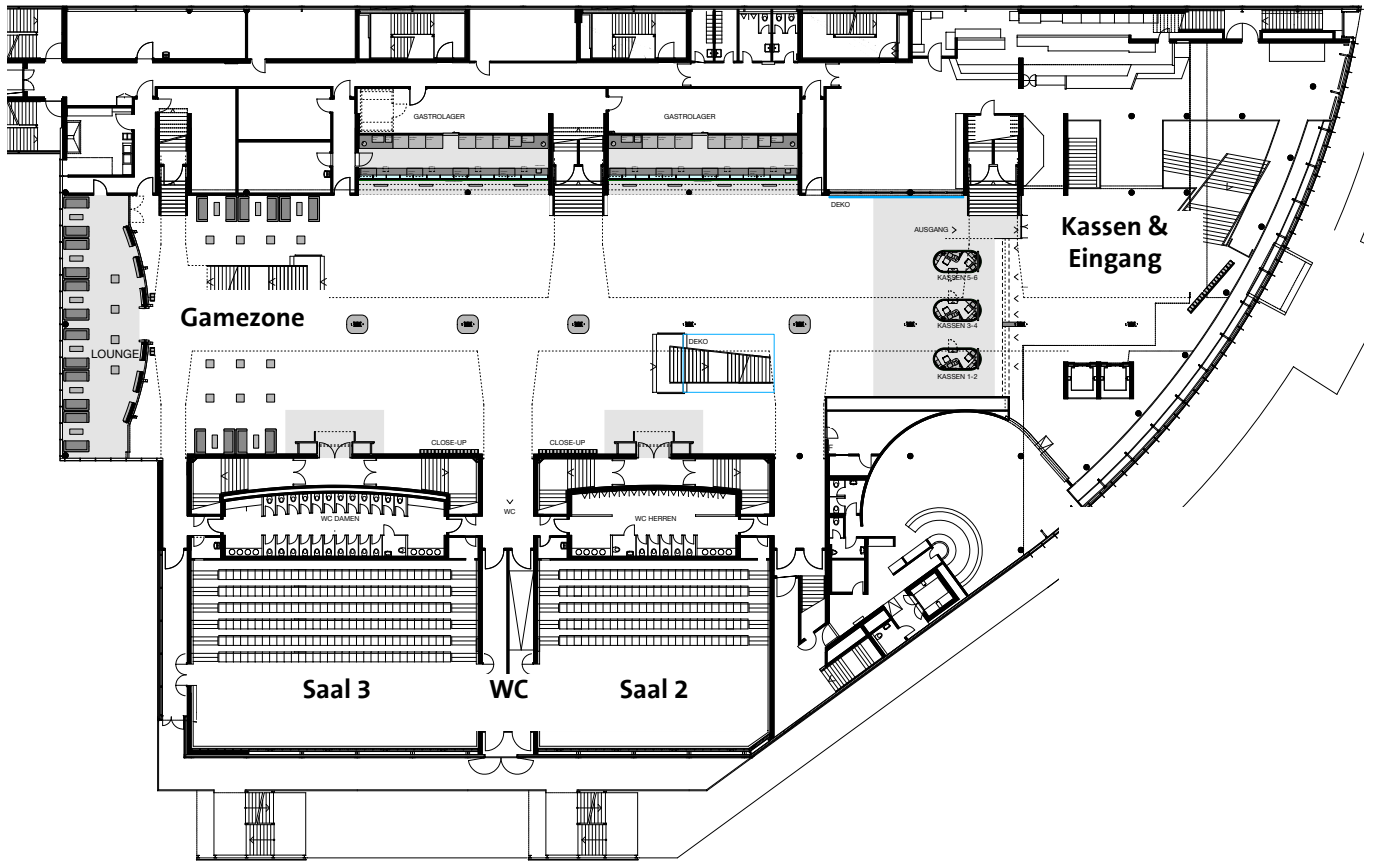 GASTROLAGER
GASTROLAGER
DEKO
AUSGANG
Kassen &
Eingang
KASSEN 5-6
Gamezone
KASSEN 3-4
DEKO
LOUNGE
KASSEN 1-2
CLOSE-UP
CLOSE-UP
WC
WC DAMEN
WC HERREN
Saal 3
WC
Saal 2